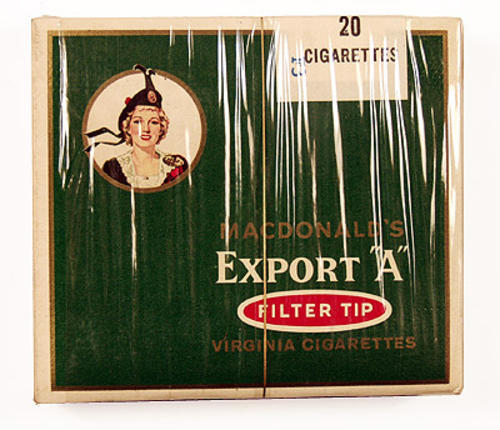 20
CIGARETTES
MACDONALD'S
EXPORT "A"
FILTER TIP
VIRGINIA CIGARETTES